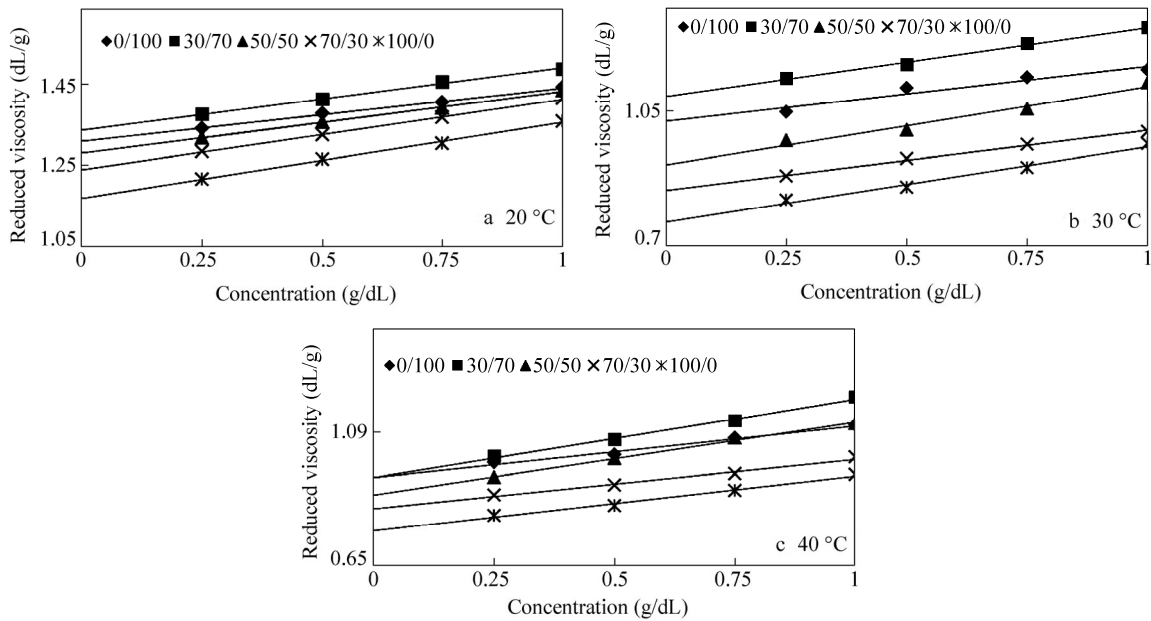 ◆0/100 ■30/70 ▲50/50 ×70/30 ∗100/0
1.45
1.25
1.05
Reduced viscosity (dL/g)
a 20 °C
0 0.25 0.5 0.75 1
Concentration (g/dL)
◆0/100 ■30/70 ▲50/50 ×70/30 ∗100/0
1.05
0.7
Reduced viscosity (dL/g)
b 30 °C
0 0.25 0.5 0.75 1
Concentration (g/dL)
◆0/100 ■30/70 ▲50/50 ×70/30 ∗100/0
1.09
0.65
Reduced viscosity (dL/g)
c 40 °C
0 0.25 0.5 0.75 1
Concentration (g/dL)